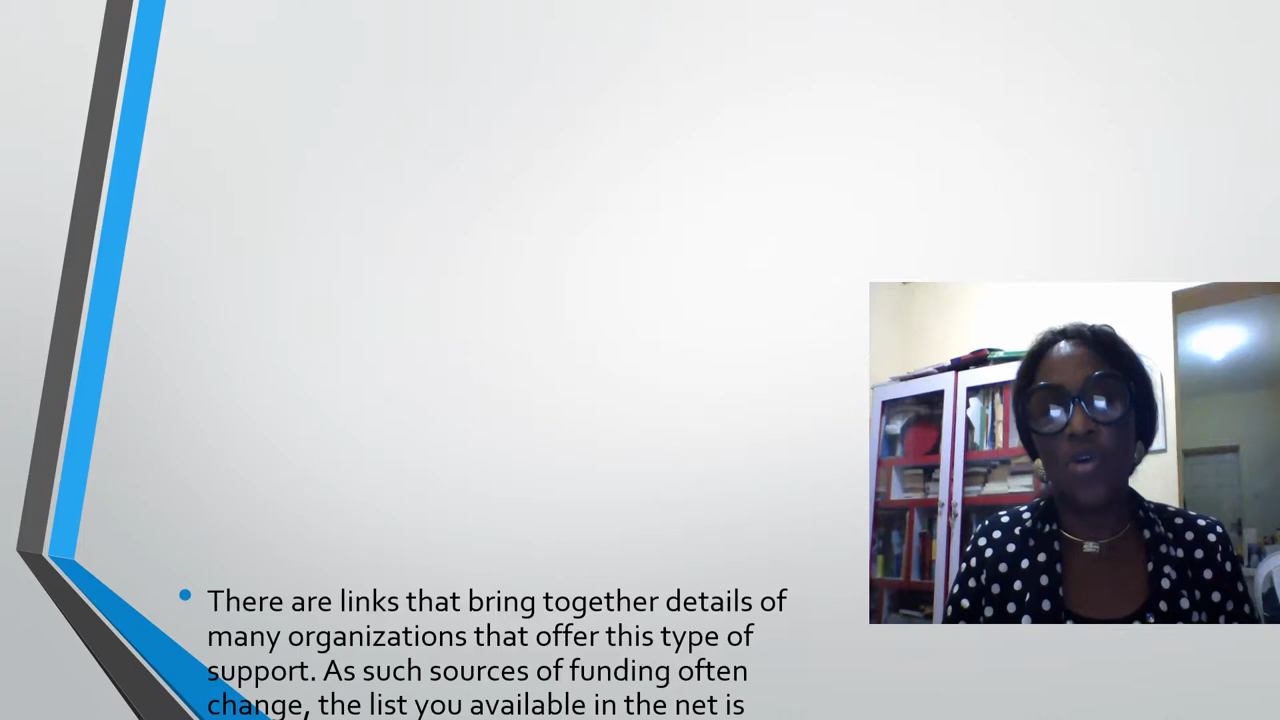 There are links that bring together details of
many organizations that offer this type of
support. As such sources of funding often
change, the list you available in the net is